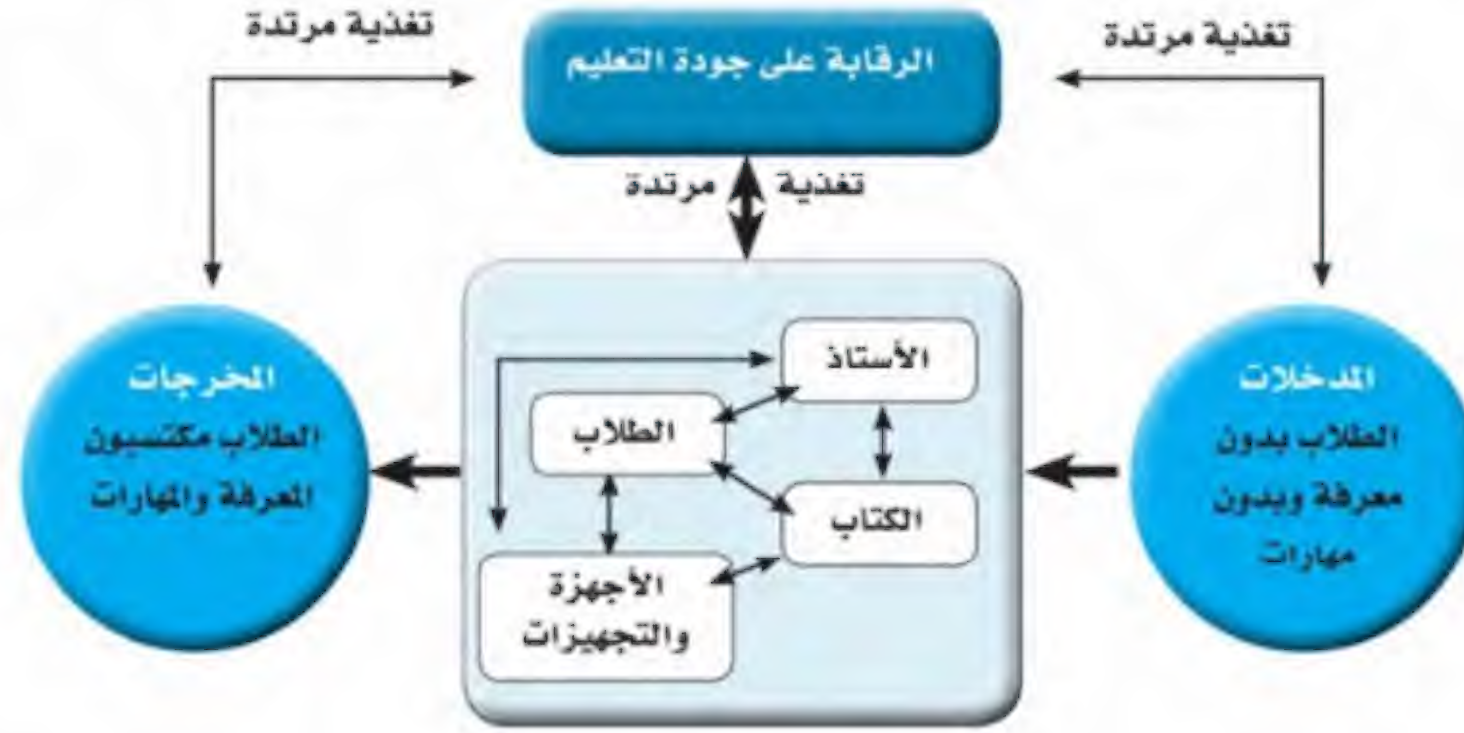 تغذية مرتدة
الرقابة على جودة التعليم
تغذية مرتدة
تغذية مرتدة
المدخلات
الطلاب بدون
معرفة وبدون
مهارات
الأستاذ
الطلاب
الكتاب
الأجهزة
والتجهيزات
المخرجات
الطلاب مكتسبون
المعرفة والمهارات